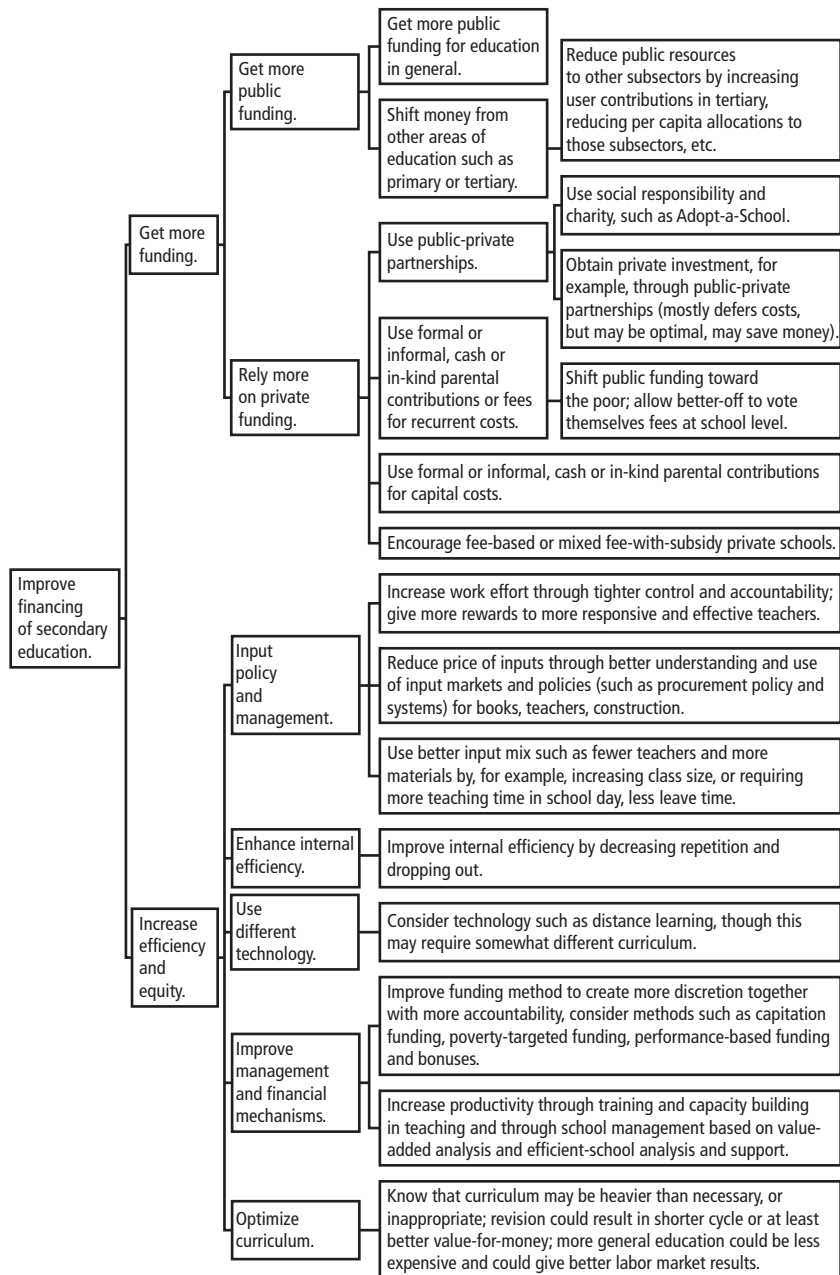 Improve
financing
of secondary
education.
Get more
funding.
Get more
public
funding.
Get more public
funding for education
in general.
Shift money from
other areas of
education such as
primary or tertiary.
Reduce public resources
to other subsectors by increasing
user contributions in tertiary,
reducing per capita allocations to
those subsectors, etc.
Rely more
on private
funding.
Use public-private
partnerships.
Use social responsibility and
charity, such as Adopt-a-School.
Obtain private investment, for
example, through public-private
partnerships (mostly defers costs,
but may be optimal, may save money).
Use formal or
informal, cash or
in-kind parental
contributions or fees
for recurrent costs.
Shift public funding toward
the poor; allow better-off to vote
themselves fees at school level.
Use formal or informal, cash or in-kind parental contributions
for capital costs.
Encourage fee-based or mixed fee-with-subsidy private schools.
Increase
efficiency
and
equity.
Input
policy
and
management.
Increase work effort through tighter control and accountability;
give more rewards to more responsive and effective teachers.
Reduce price of inputs through better understanding and use
of input markets and policies (such as procurement policy and
systems) for books, teachers, construction.
Use better input mix such as fewer teachers and more
materials by, for example, increasing class size, or requiring
more teaching time in school day, less leave time.
Enhance internal
efficiency.
Improve internal efficiency by decreasing repetition and
dropping out.
Use
different
technology.
Consider technology such as distance learning, though this
may require somewhat different curriculum.
Improve
management
and financial
mechanisms.
Improve funding method to create more discretion together
with more accountability, consider methods such as capitation
funding, poverty-targeted funding, performance-based funding
and bonuses.
Increase productivity through training and capacity building
in teaching and through school management based on value-
added analysis and efficient-school analysis and support.
Optimize
curriculum.
Know that curriculum may be heavier than necessary, or
inappropriate; revision could result in shorter cycle or at least
better value-for-money; more general education could be less
expensive and could give better labor market results.